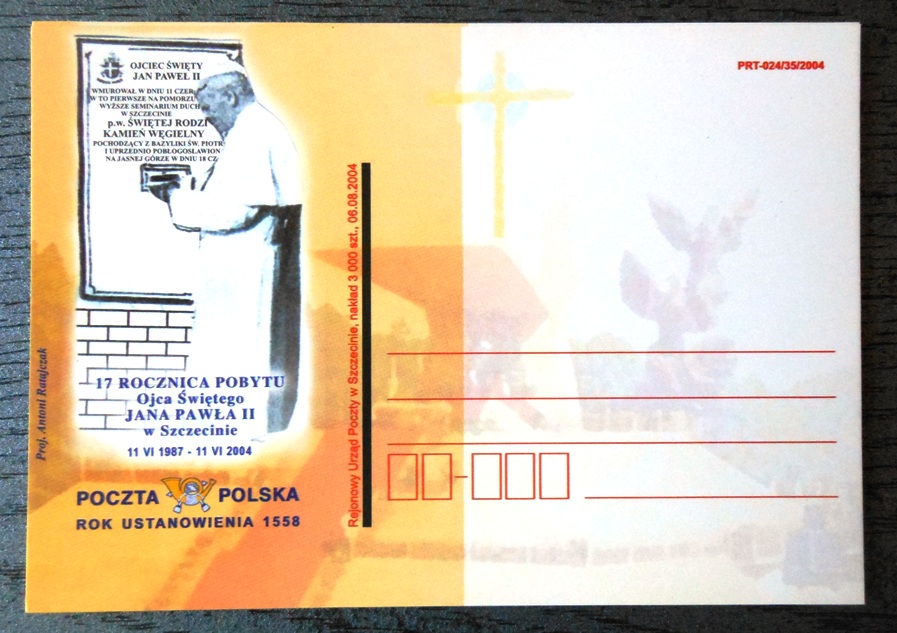 PRT-024/35/2004
OJCIEC ŚWIĘTY
JAN PAWEŁ II
WMUROWAŁ W DNIU 11 CZER
W TO PIERWSZE NA POMORZU
WYŻSZE SEMINARIUM DUCH
W SZCZECINIE
p.w. ŚWIĘTEJ RODZI
KAMIEŃ WĘGIELNY
POCHODZĄCY Z BAZYLIKI ŚW. PIOTR
I UPRZEDNIO POBŁOGOSŁAWION
NA JASNEJ GÓRZE W DNIU 18 CZ
17 ROCZNICA POBYTU
Ojca Świętego
JANA PAWŁA II
w Szczecinie
11 VI 1987 - 11 VI 2004
POCZTA POLSKA
ROK USTANOWIENIA 1558
Proj. Antoni Ratajczak
Rejonowy Urząd Poczty w Szczecinie, nakład 3 000 szt., 06.08.2004